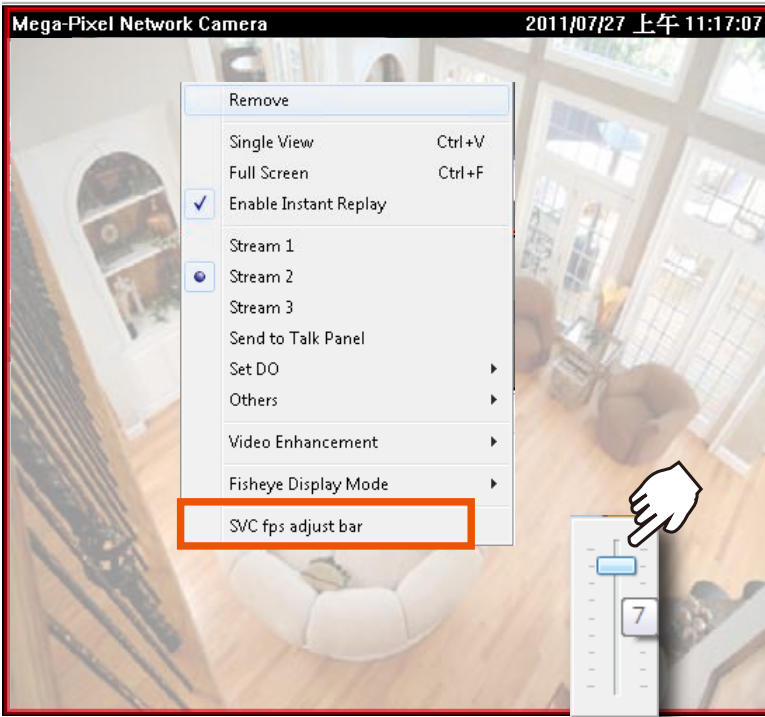 Mega-Pixel Network Camera 2011/07/27 上午 11:17:07
Remove
Single View Ctrl+V
Full Screen Ctrl+F
Enable Instant Replay
Stream 1
Stream 2
Stream 3
Send to Talk Panel
Set DO
Others
Video Enhancement
Fisheye Display Mode
SVC fps adjust bar
7